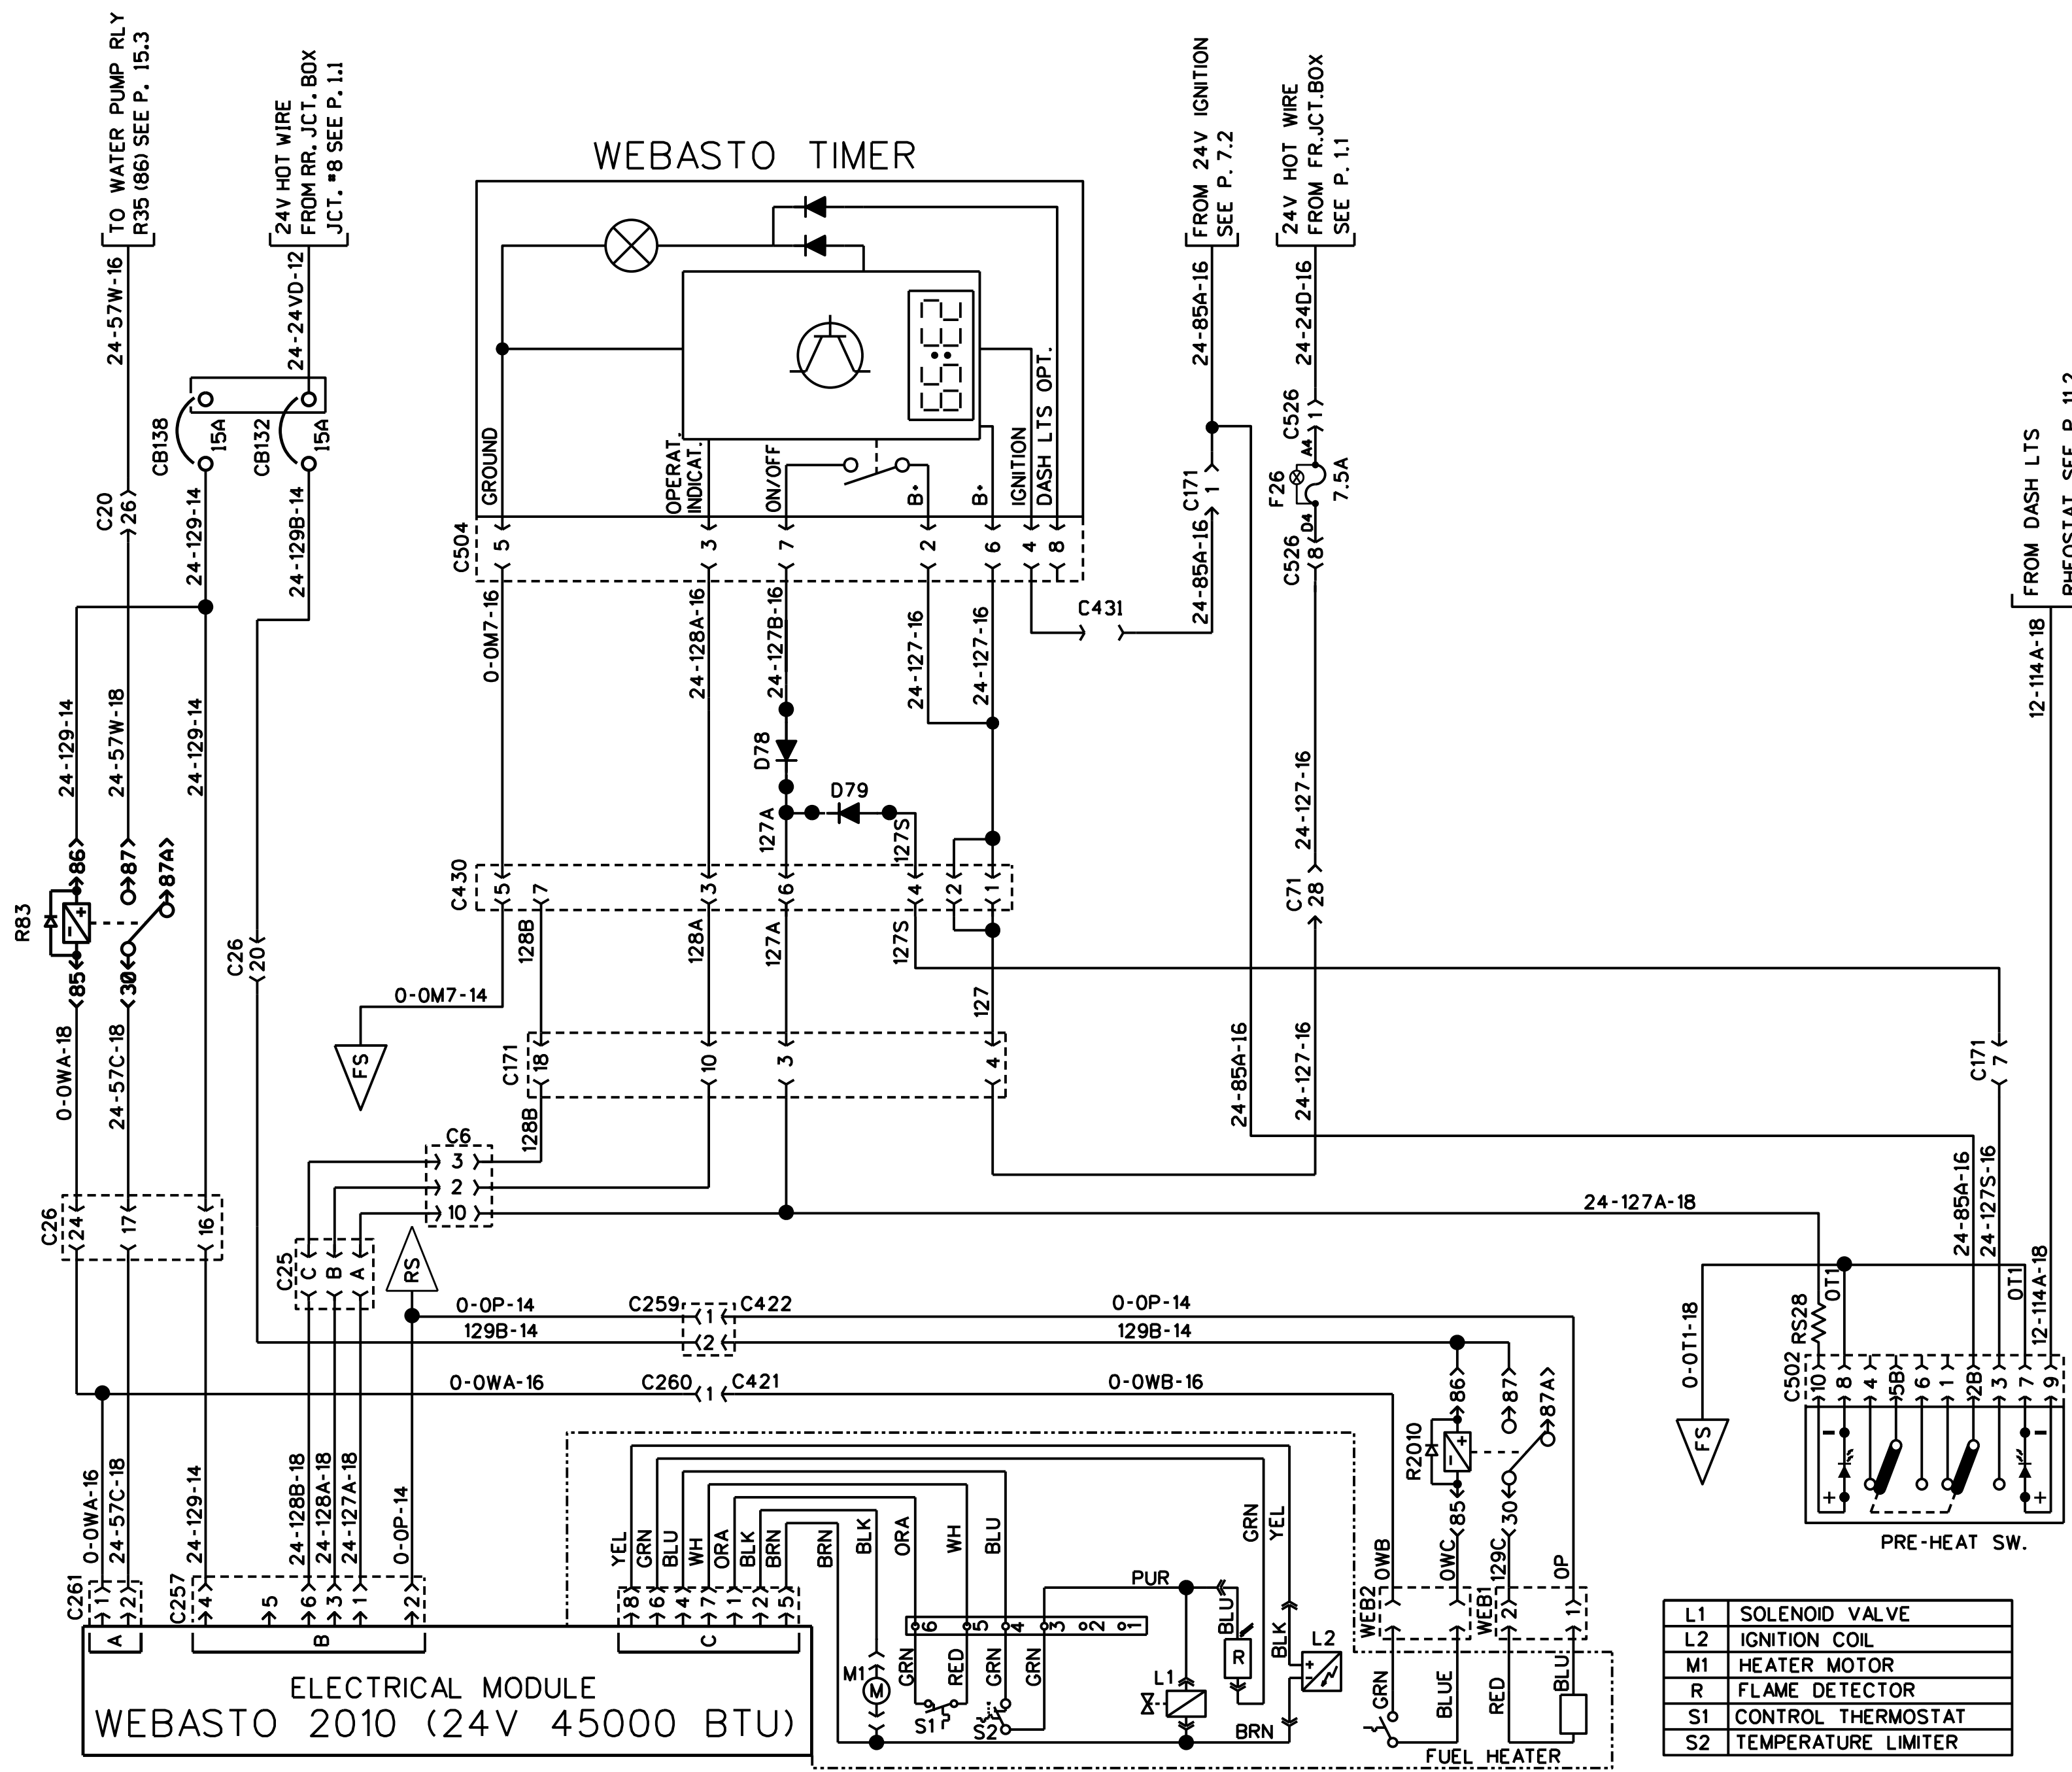 TO WATER PUMP RLY
R35 (86) SEE P. 15.3
24V HOT WIRE
FROM RR. JCT. BOX
JCT. #8 SEE P. 1.1
WEBASTO TIMER
FROM 24V IGNITION
SEE P. 7.2
24V HOT WIRE
FROM FR.JCT.BOX
SEE P. 1.1
FROM DASH LTS
RHEOSTAT SEE P. 11.2
24-57W-16
24-24VD-12
24-85A-16
24-24D-16
CB138
15A
CB132
15A
C20
26
24-129-14
24-129B-14
GROUND
OPERAT.
INDICAT.
ON/OFF
B+
B+
IGNITION
DASH LTS OPT.
C504
5
3
7
2
6
4
8
C171
1
C526
1
A4
F26
7.5A
D4
C526
8
24-85A-16
C431
0-0M7-16
24-128A-16
24-127B-16
24-127-16
24-127-16
12-114A-18
24-129-14
24-57W-18
24-129-14
D78
D79
127A
127S
24-127-16
86
87
87A
R83
+
-
85
30
C26
20
C430
5
7
3
6
4
2
1
C71
28
128B
128A
127A
127S
0-0M7-14
127
FS
0-0WA-18
24-57C-18
C171
18
10
3
4
24-85A-16
24-127-16
C171
7
128B
C6
3
2
10
24-127A-18
24-85A-16
24-127S-16
C26
24
17
16
C25
C
B
A
RS
0T1
0T1
12-114A-18
0-0P-14
C259
1
C422
0-0P-14
129B-14
2
129B-14
RS28
0-0WA-16
C260
1
C421
0-0WB-16
0-0T1-18
C502
10
8
4
5B
6
1
2B
3
7
9
86
87
87A
R2010
+
-
85
30
FS
-
+
-
+
PRE-HEAT SW.
0-0WA-16
24-57C-18
24-129-14
24-128B-18
24-128A-18
24-127A-18
0-0P-14
YEL
GRN
BLU
WH
ORA
BLK
BRN
BRN
BLK
ORA
WH
BLU
GRN
YEL
0WB
0WC
129C
0P
C261
1
2
C257
4
5
6
3
1
2
8
6
4
7
1
2
5
PUR
BLU
WEB2
WEB1
2
1
A
B
C
6
5
4
3
2
1
ELECTRICAL MODULE
WEBASTO 2010 (24V 45000 BTU)
M1
M
GRN
RED
GRN
GRN
S1
S2
L1
R
BLK
L2
+
-
BRN
GRN
BLUE
RED
BLU
FUEL HEATER
L1 SOLENOID VALVE
L2 IGNITION COIL
M1 HEATER MOTOR
R FLAME DETECTOR
S1 CONTROL THERMOSTAT
S2 TEMPERATURE LIMITER